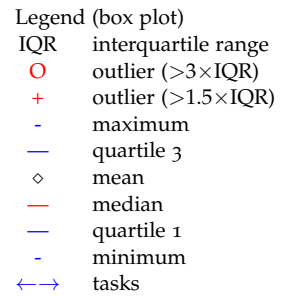 Legend (box plot)
IQR interquartile range
O outlier (>3×IQR)
+ outlier (>1.5×IQR)
- maximum
— quartile 3
⋄ mean
— median
— quartile 1
- minimum
←→ tasks